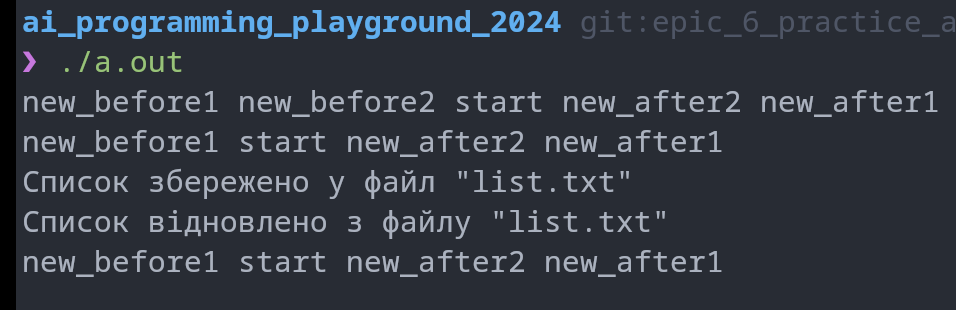 ai_programming_playground_2024 git:epic_6_practice_a
❯ ./a.out
new_before1 new_before2 start new_after2 new_after1
new_before1 start new_after2 new_after1
Список збережено у файл "list.txt"
Список відновлено з файлу "list.txt"
new_before1 start new_after2 new_after1